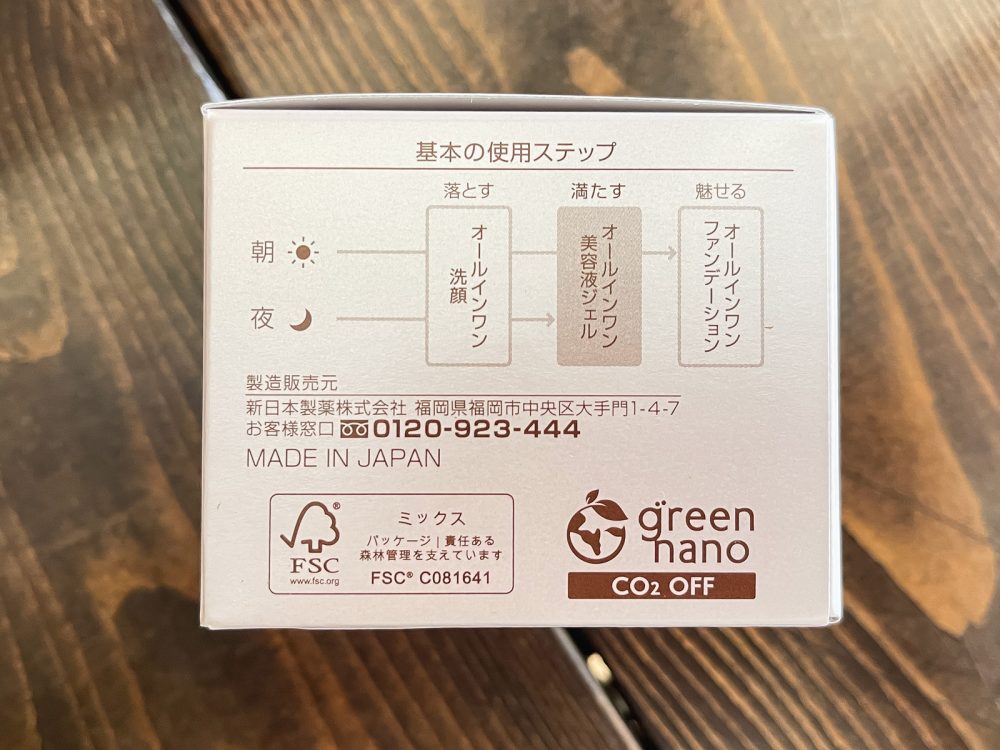 基本の使用ステップ
落とす
満たす
魅せる
朝
夜
オールインワン
洗顔
オールインワン
美容液ジェル
オールインワン
ファンデーション
製造販売元
新日本製薬株式会社 福岡県福岡市中央区大手門1-4-7
お客様窓口 0120-923-444
MADE IN JAPAN
FSC®
www.fsc.org
ミックス
パッケージ|責任ある
森林管理を支えています
FSC® C081641
green
nano
CO2 OFF